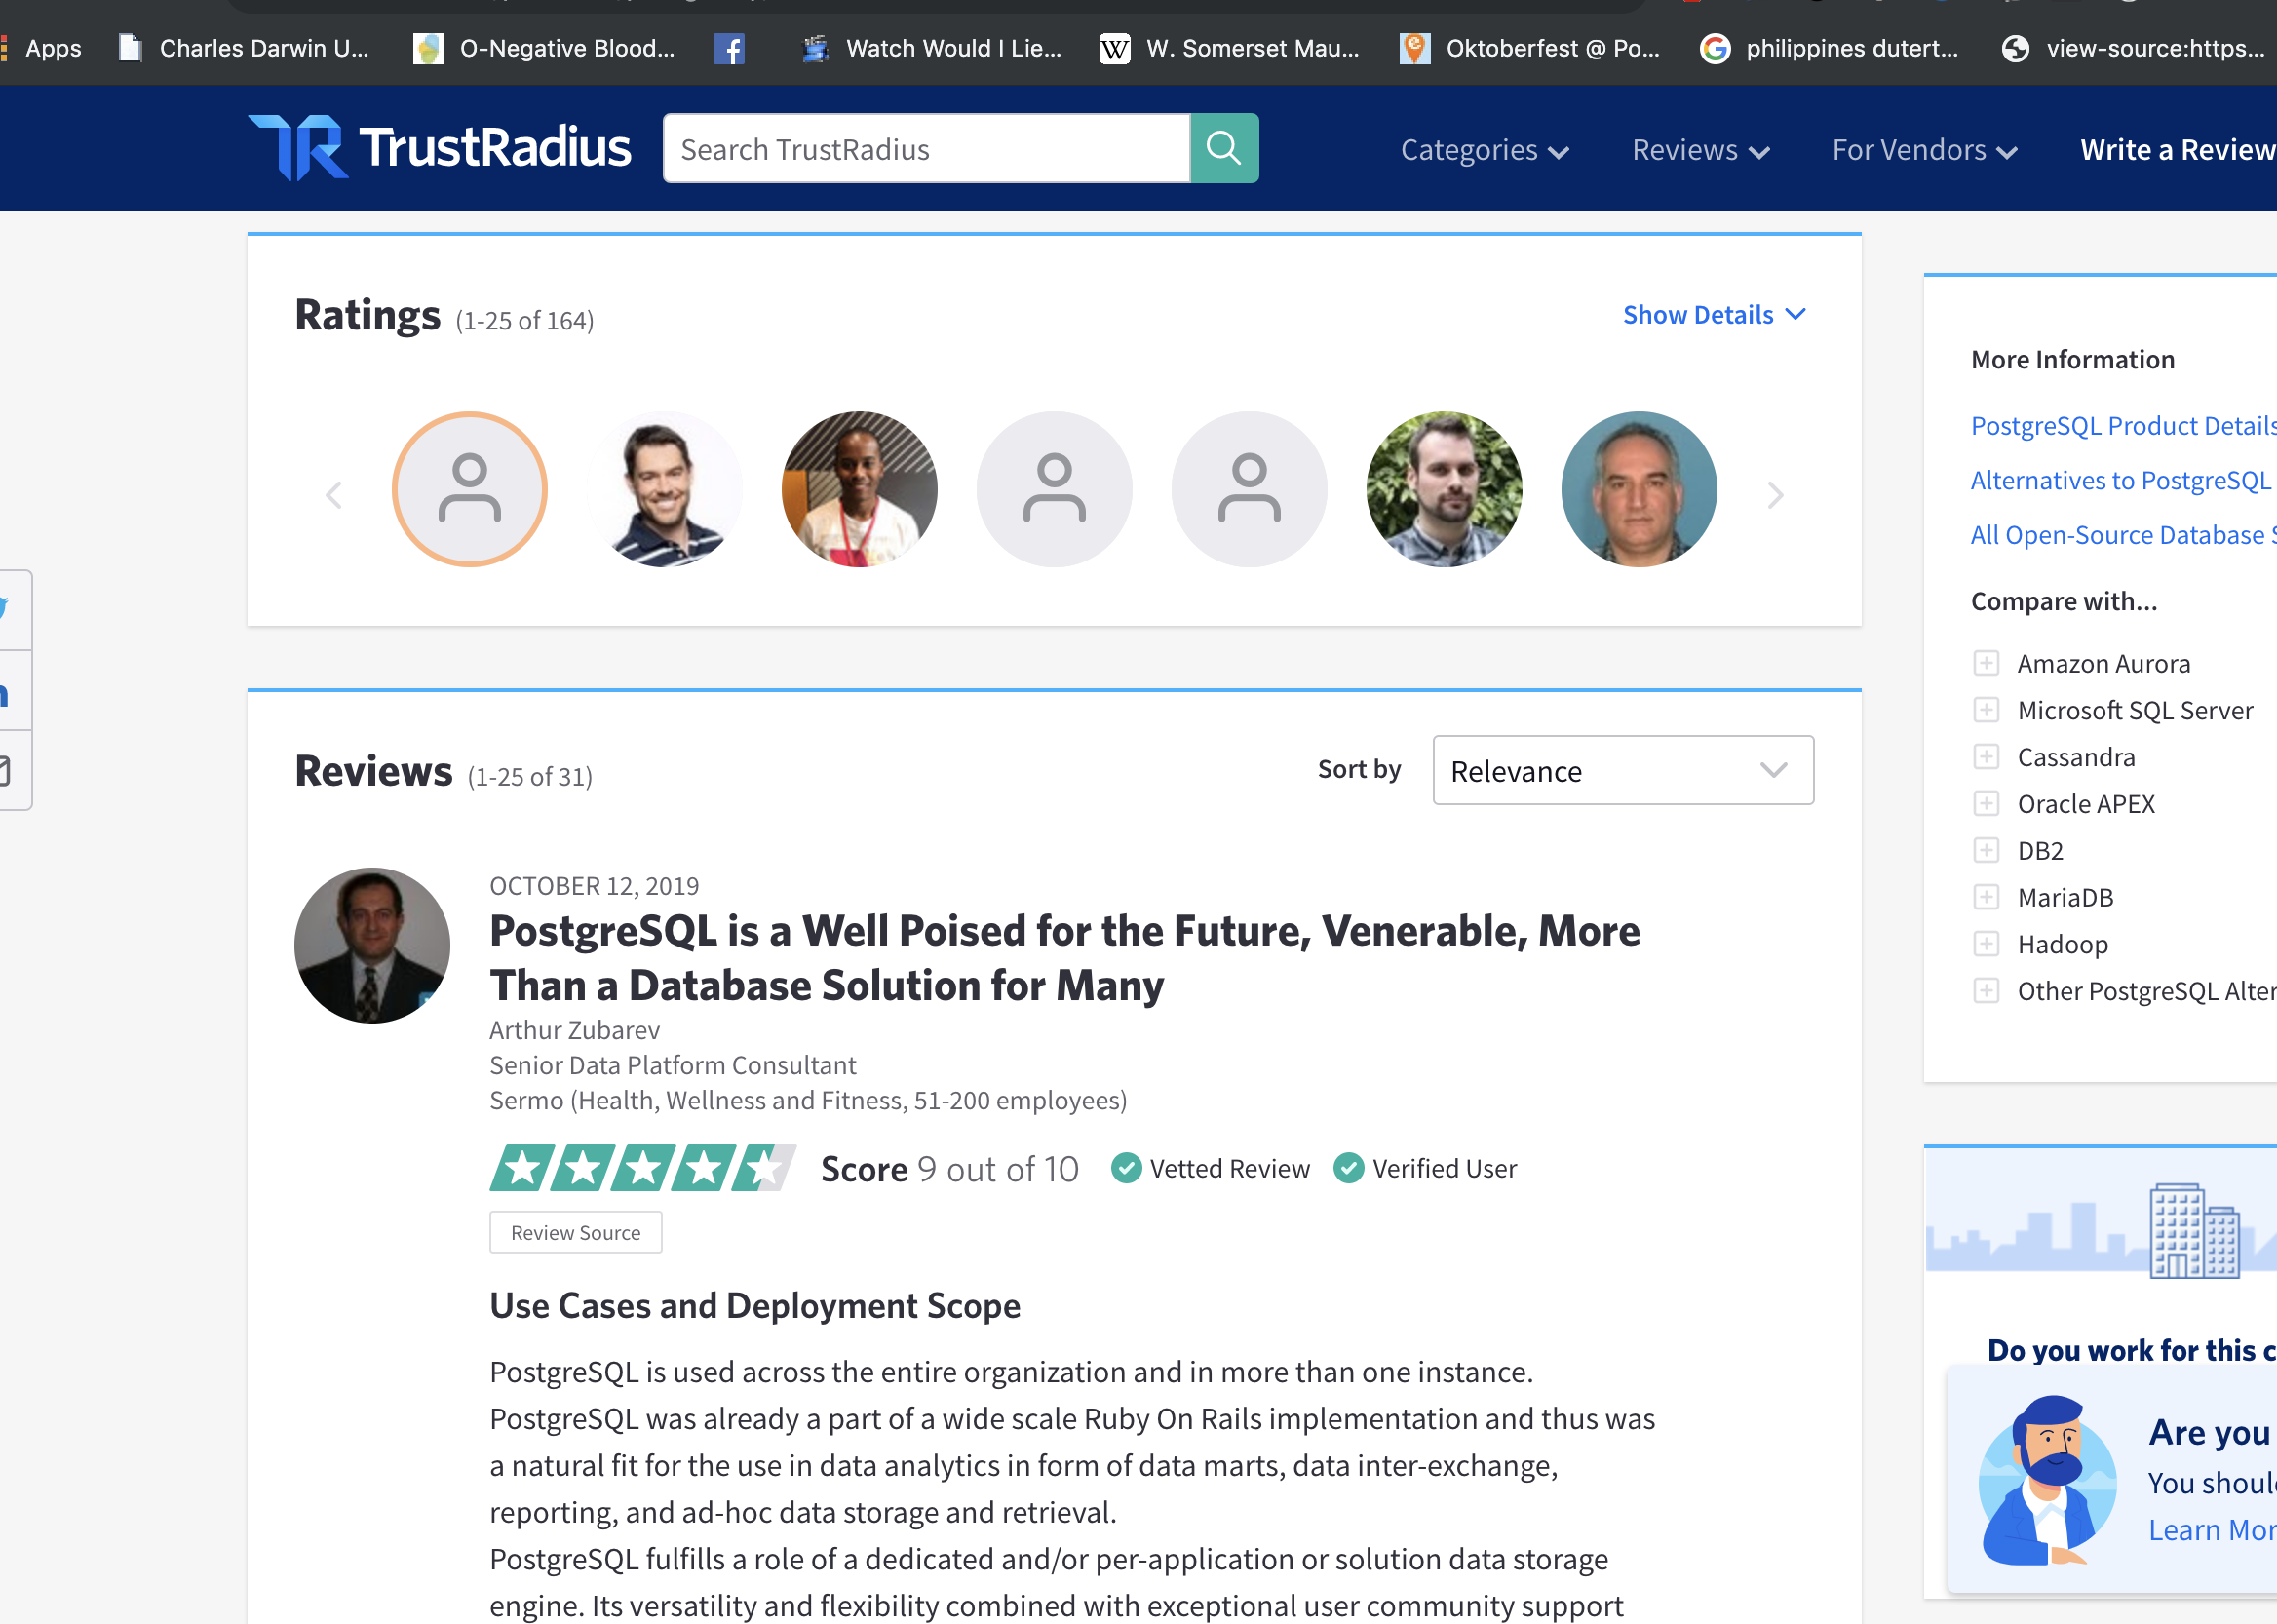 Apps
Charles Darwin U...
O-Negative Blood...
Watch Would I Lie...
W. Somerset Mau...
Oktoberfest @ Po...
philippines dutert...
view-source:https...
TrustRadius
Search TrustRadius
Categories
Reviews
For Vendors
Write a Review
Ratings (1-25 of 164)
Show Details
Reviews (1-25 of 31)
Sort by
Relevance
OCTOBER 12, 2019
PostgreSQL is a Well Poised for the Future, Venerable, More
Than a Database Solution for Many
Arthur Zubarev
Senior Data Platform Consultant
Sermo (Health, Wellness and Fitness, 51-200 employees)
Score 9 out of 10
Vetted Review
Verified User
Review Source
Use Cases and Deployment Scope
PostgreSQL is used across the entire organization and in more than one instance.
PostgreSQL was already a part of a wide scale Ruby On Rails implementation and thus was
a natural fit for the use in data analytics in form of data marts, data inter-exchange,
reporting, and ad-hoc data storage and retrieval.
PostgreSQL fulfills a role of a dedicated and/or per-application or solution data storage
engine. Its versatility and flexibility combined with exceptional user community support
More Information
PostgreSQL Product Details
Alternatives to PostgreSQL
All Open-Source Database S
Compare with...
Amazon Aurora
Microsoft SQL Server
Cassandra
Oracle APEX
DB2
MariaDB
Hadoop
Other PostgreSQL Alter
Do you work for this c
Are you
You shoul
Learn Mor